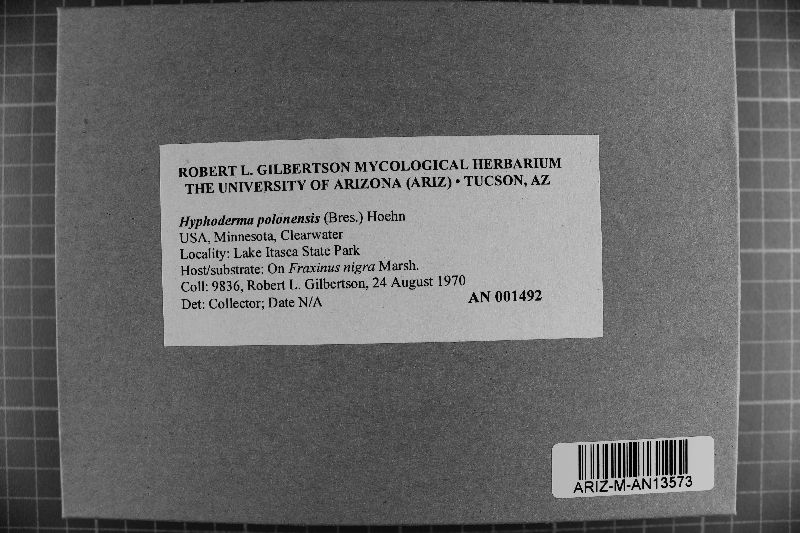 ROBERT L. GILBERTSON MYCOLOGICAL HERBARIUM
THE UNIVERSITY OF ARIZONA (ARIZ) • TUCSON, AZ
Hyphoderma polonensis (Bres.) Hoehn
USA, Minnesota, Clearwater
Locality: Lake Itasca State Park
Host/substrate: On Fraxinus nigra Marsh.
Coll: 9836, Robert L. Gilbertson, 24 August 1970
Det: Collector; Date N/A
AN 001492
ARIZ-M-AN13573